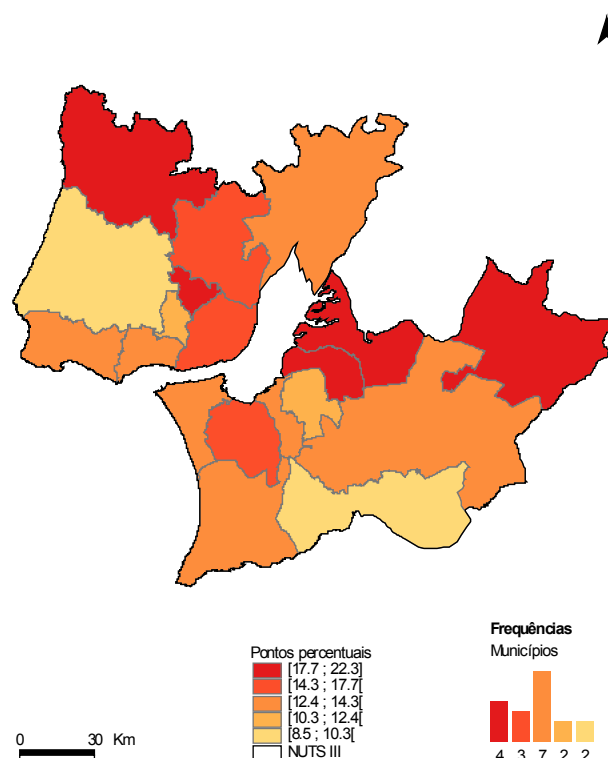 Frequências
Municípios
Pontos percentuais
[17.7 ; 22.3]
[14.3 ; 17.7[
[12.4 ; 14.3[
[10.3 ; 12.4[
[8.5 ; 10.3[
NUTS III
0 30 Km
4 3 7 2 2